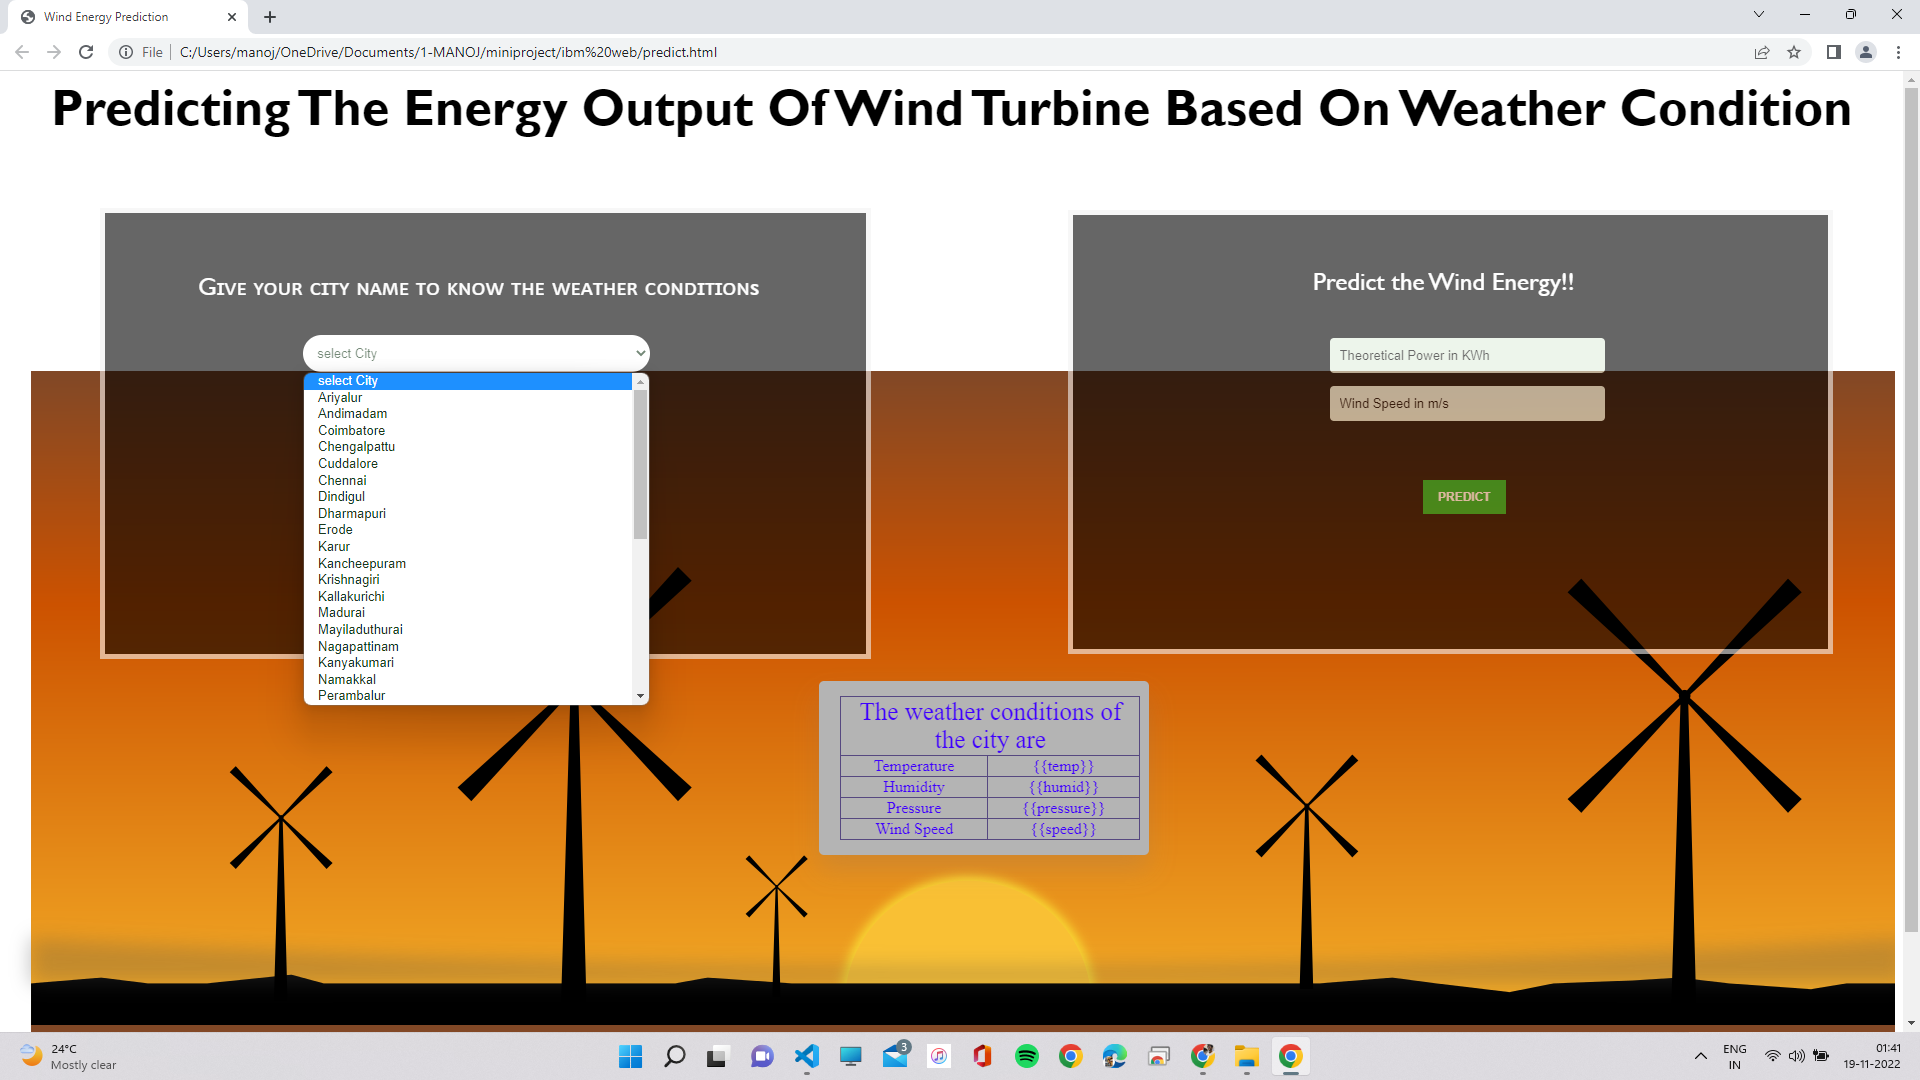 Wind Energy Prediction
File
C:/Users/manoj/OneDrive/Documents/1-MANOJ/miniproject/ibm%20web/predict.html
Predicting The Energy Output Of Wind Turbine Based On Weather Condition
Give your city name to know the weather conditions
select City
select City
Ariyalur
Andimadam
Coimbatore
Chengalpattu
Cuddalore
Chennai
Dindigul
Dharmapuri
Erode
Karur
Kancheepuram
Krishnagiri
Kallakurichi
Madurai
Mayiladuthurai
Nagapattinam
Kanyakumari
Namakkal
Perambalur
Predict the Wind Energy!!
Theoretical Power in KWh
Wind Speed in m/s
PREDICT
The weather conditions of
the city are
Temperature {{temp}}
Humidity {{humid}}
Pressure {{pressure}}
Wind Speed {{speed}}
24°C
Mostly clear
3
ENG
IN
01:41
19-11-2022